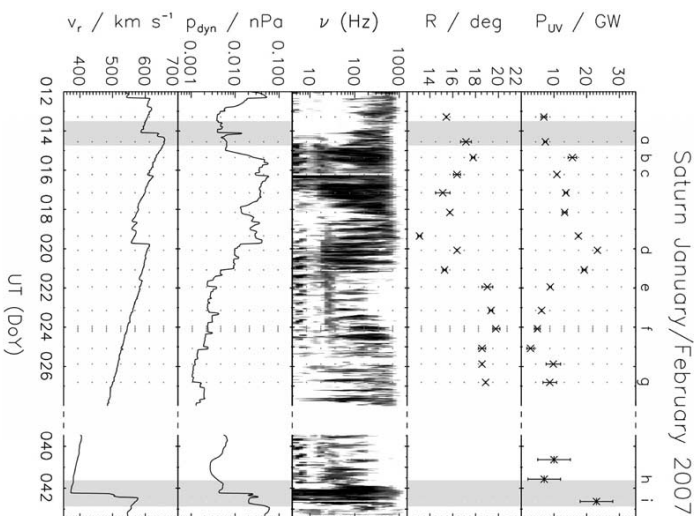 Saturn January/February 2007
a b c d e f g h i
P_UV / GW
30
20
10
R / deg
22
20
18
16
14
ν (Hz)
1000
100
10
p_dyn / nPa
0.100
0.010
0.001
v_r / km s⁻¹
700
600
500
400
012 014 016 018 020 022 024 026 040 042
UT (DoY)